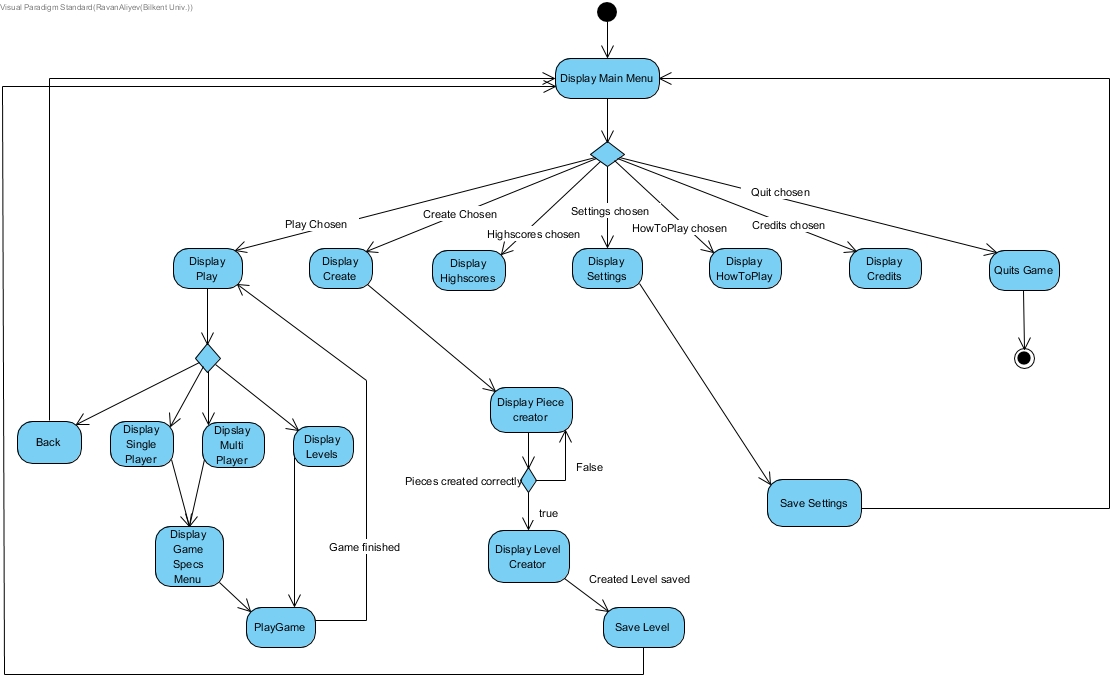 Visual Paradigm Standard(RavanAliyev(Bilkent Univ.))
Display Main Menu
Quit chosen
Play Chosen
Create Chosen
Highscores chosen
Settings chosen
HowToPlay chosen
Credits chosen
Display
Play
Display
Create
Display
Highscores
Display
Settings
Display
HowToPlay
Display
Credits
Quits Game
Back
Display
Single
Player
Dipslay
Multi
Player
Display
Levels
Display Piece
creator
Pieces created correctly
False
true
Save Settings
Display
Game
Specs
Menu
Game finished
Display Level
Creator
Created Level saved
PlayGame
Save Level